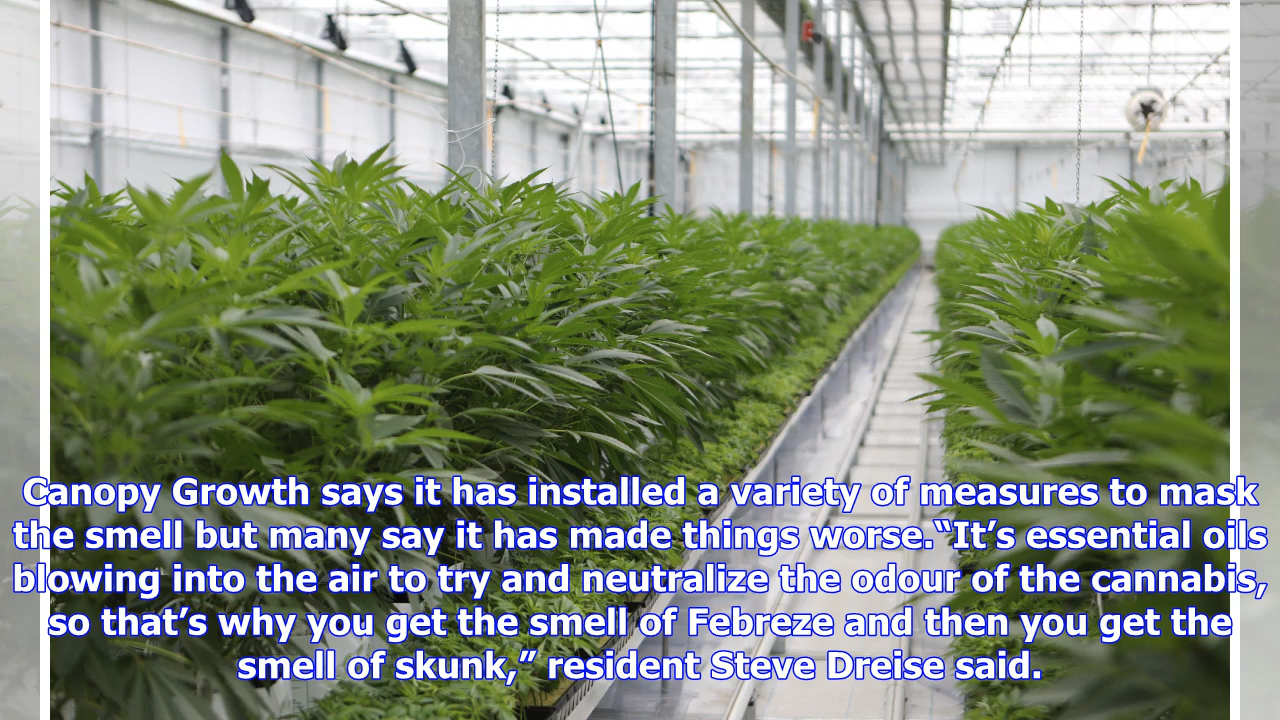 Canopy Growth says it has installed a variety of measures to mask
the smell but many say it has made things worse.“It’s essential oils
blowing into the air to try and neutralize the odour of the cannabis,
so that’s why you get the smell of Febreze and then you get the
smell of skunk,” resident Steve Dreise said.